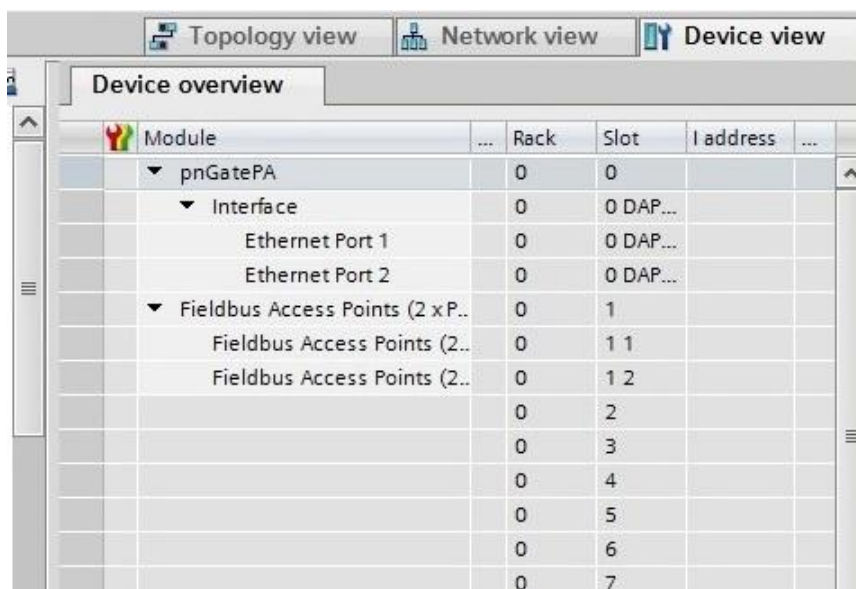 Topology view Network view Device view
Device overview
Module ... Rack Slot I address ...
pnGatePA 0 0
Interface 0 0 DAP...
Ethernet Port 1 0 0 DAP...
Ethernet Port 2 0 0 DAP...
Fieldbus Access Points (2 x P.. 0 1
Fieldbus Access Points (2.. 0 1 1
Fieldbus Access Points (2.. 0 1 2
0 2
0 3
0 4
0 5
0 6
0 7